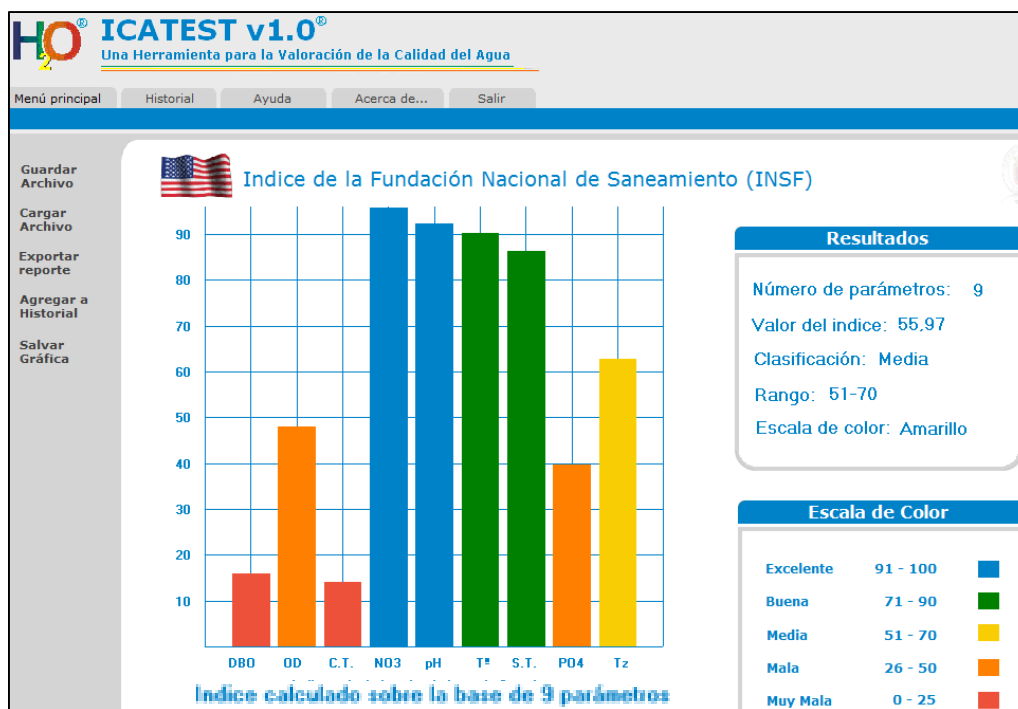 H2O® ICATEST v1.0®
Una Herramienta para la Valoración de la Calidad del Agua
Menú principal Historial Ayuda Acerca de... Salir
Guardar
Archivo
Cargar
Archivo
Exportar
reporte
Agregar a
Historial
Salvar
Gráfica
Indice de la Fundación Nacional de Saneamiento (INSF)
90
80
70
60
50
40
30
20
10
DBO OD C.T. NO3 pH Tª S.T. PO4 Tz
Indice calculado sobre la base de 9 parámetros
Resultados
Número de parámetros: 9
Valor del indice: 55,97
Clasificación: Media
Rango: 51-70
Escala de color: Amarillo
Escala de Color
Excelente 91 - 100
Buena 71 - 90
Media 51 - 70
Mala 26 - 50
Muy Mala 0 - 25